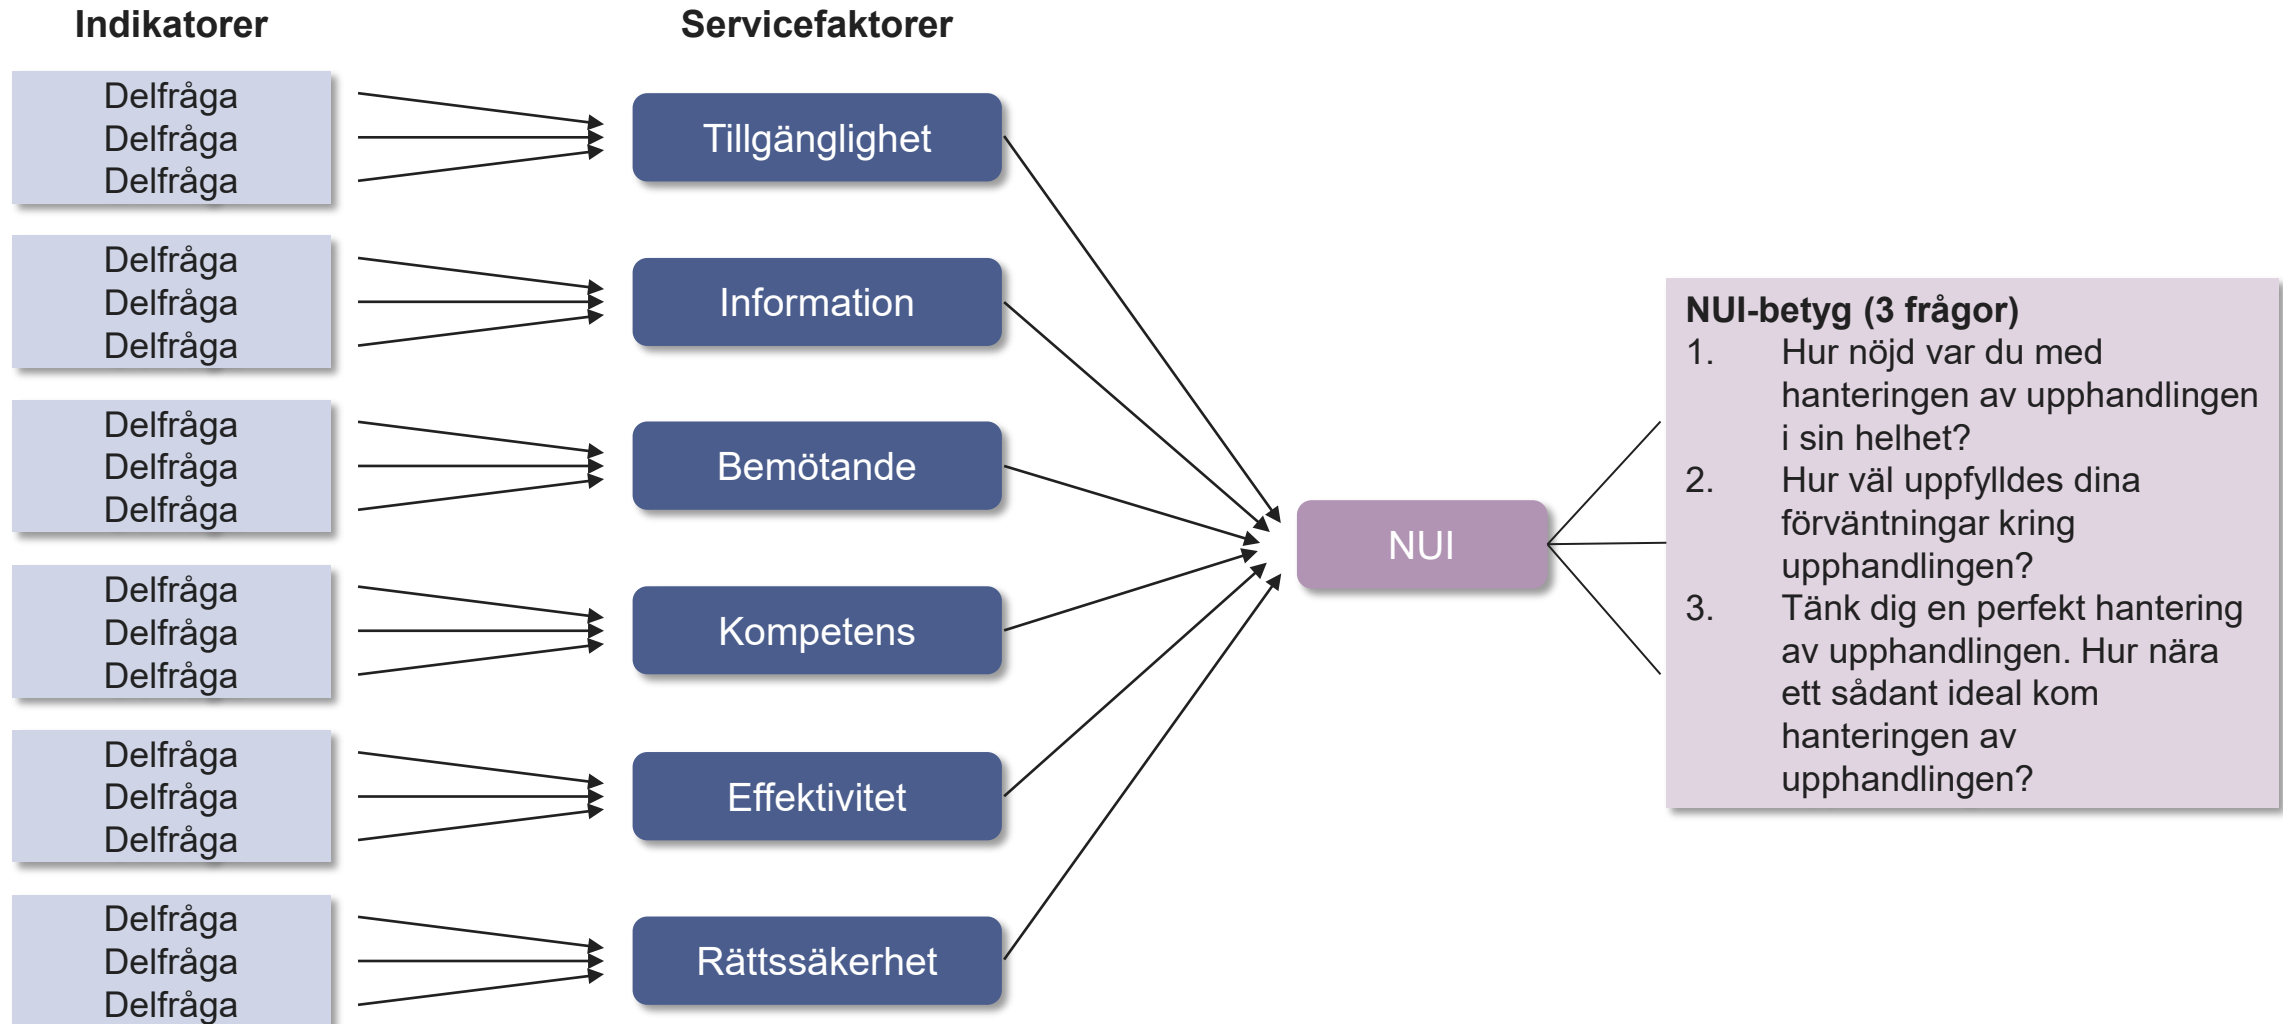 Indikatorer
Servicefaktorer
Delfråga
Delfråga
Delfråga
Tillgänglighet
Delfråga
Delfråga
Delfråga
Information
Delfråga
Delfråga
Delfråga
Bemötande
Delfråga
Delfråga
Delfråga
Kompetens
Delfråga
Delfråga
Delfråga
Effektivitet
Delfråga
Delfråga
Delfråga
Rättssäkerhet
NUI
NUI-betyg (3 frågor)
1. Hur nöjd var du med
hanteringen av upphandlingen
i sin helhet?
2. Hur väl uppfylldes dina
förväntningar kring
upphandlingen?
3. Tänk dig en perfekt hantering
av upphandlingen. Hur nära
ett sådant ideal kom
hanteringen av
upphandlingen?